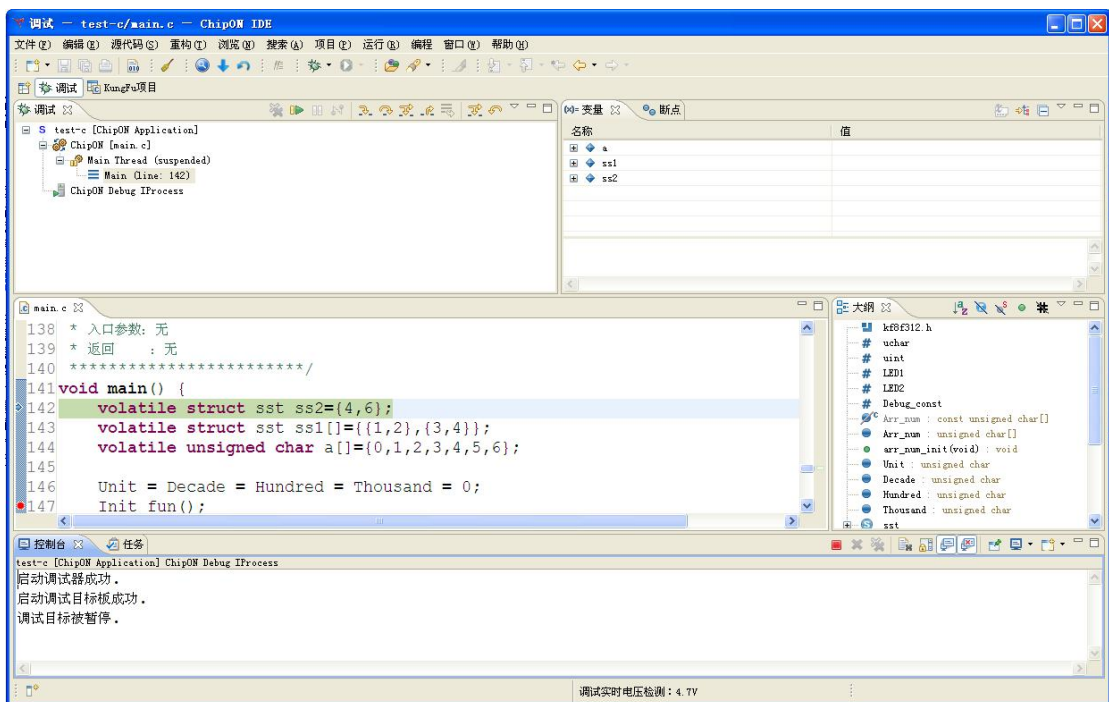 调试 — test-c/main.c — ChipON IDE
文件(F) 编辑(E) 源代码(S) 重构(T) 浏览(N) 搜索(A) 项目(P) 运行(R) 编程 窗口(W) 帮助(H)
调试 KungFu项目
调试
test-c [ChipON Application]
ChipON [main.c]
Main Thread (suspended)
Main (line: 142)
ChipON Debug IProcess
变量 断点
名称 值
a
ss1
ss2
main.c
138 * 入口参数: 无
139 * 返回 : 无
140 ************************/
141 void main() {
142 volatile struct sst ss2={4,6};
143 volatile struct sst ss1[]={{1,2},{3,4}};
144 volatile unsigned char a[]={0,1,2,3,4,5,6};
145
146 Unit = Decade = Hundred = Thousand = 0;
147 Init fun();
大纲
kf8f312.h
uchar
uint
LED1
LED2
Debug_const
Arr_num : const unsigned char[]
Arr_num : unsigned char[]
arr_num_init(void) : void
Unit : unsigned char
Decade : unsigned char
Hundred : unsigned char
Thousand : unsigned char
sst
控制台 任务
test-c [ChipON Application] ChipON Debug IProcess
启动调试器成功.
启动调试目标板成功.
调试目标被暂停.
调试实时电压检测：4.7V